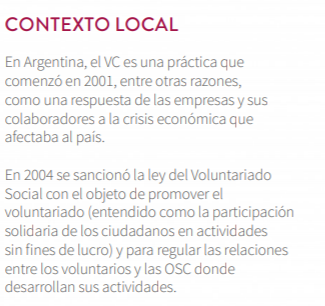 CONTEXTO LOCAL
En Argentina, el VC es una práctica que
comenzó en 2001, entre otras razones,
como una respuesta de las empresas y sus
colaboradores a la crisis económica que
afectaba al país.
En 2004 se sancionó la ley del Voluntariado
Social con el objeto de promover el
voluntariado (entendido como la participación
solidaria de los ciudadanos en actividades
sin fines de lucro) y para regular las relaciones
entre los voluntarios y las OSC donde
desarrollan sus actividades.